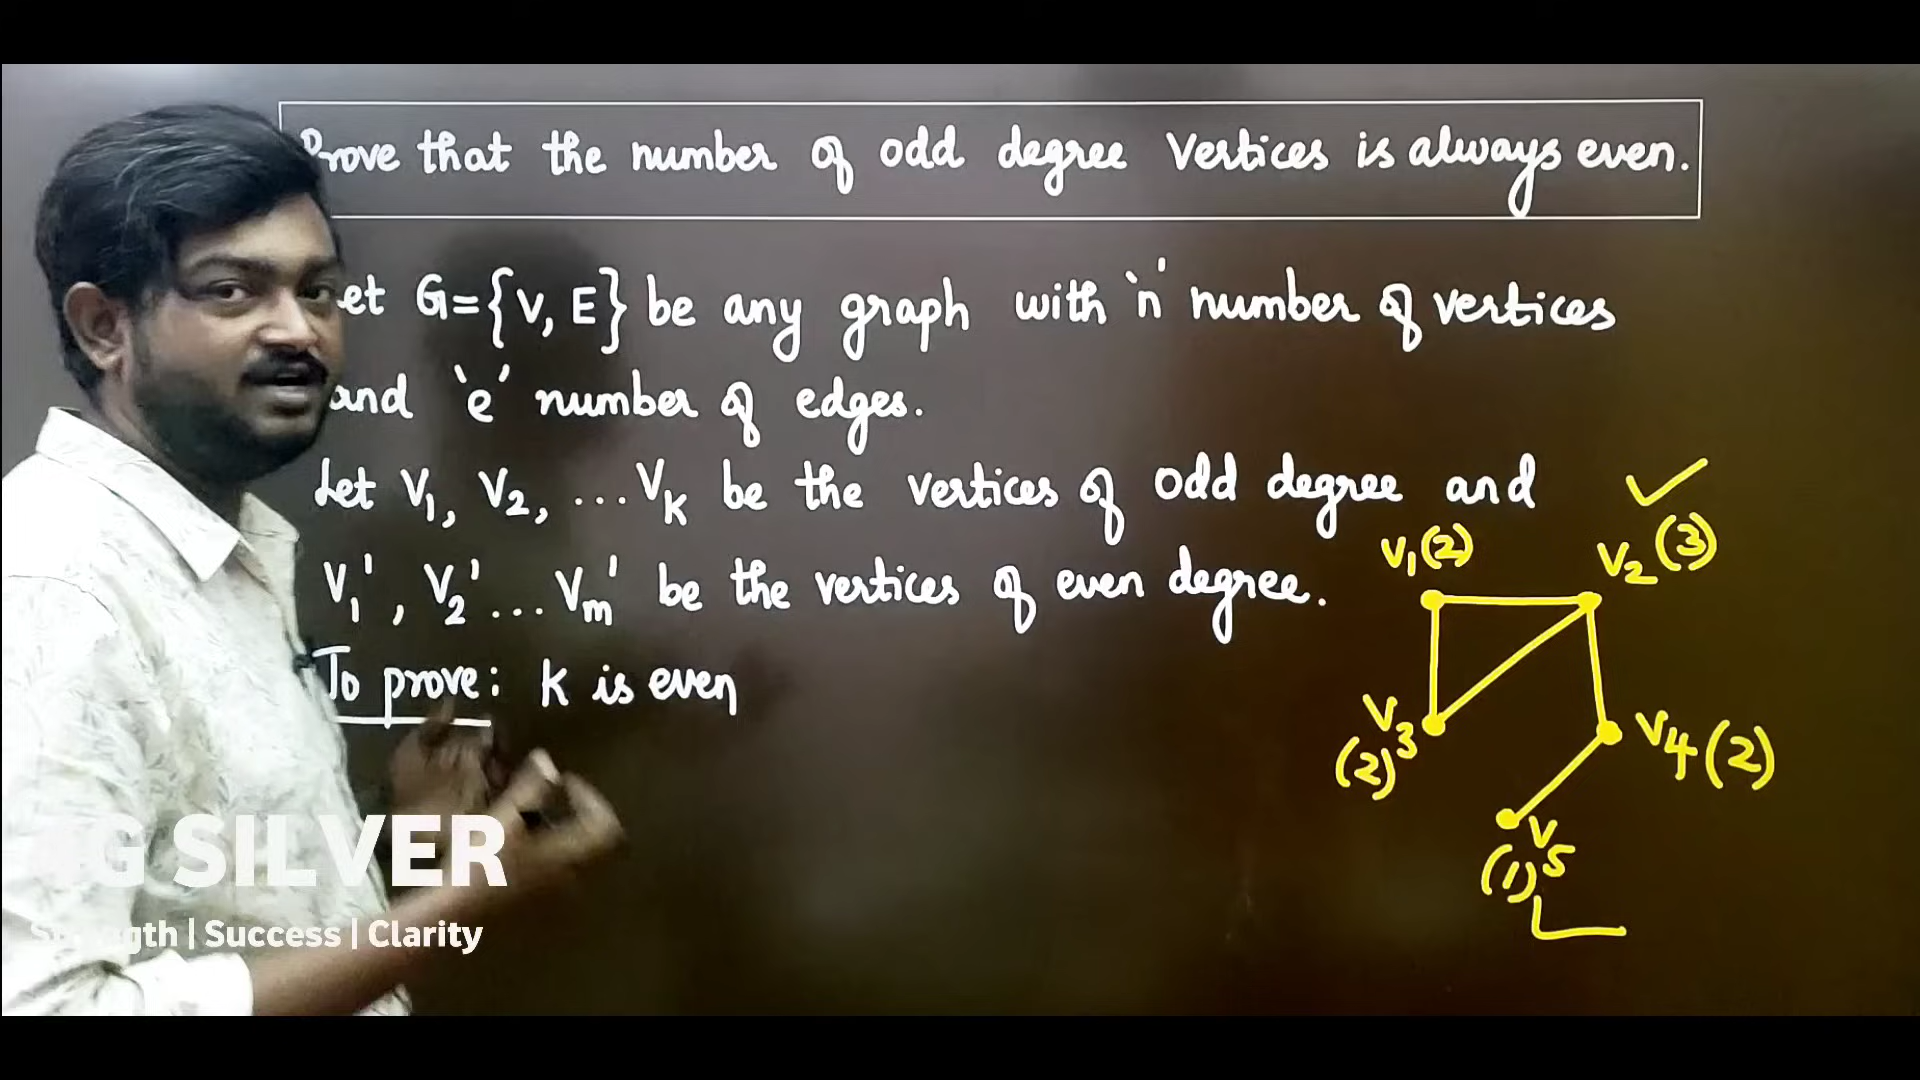 Prove that the number of odd degree vertices is always even.
Let G={V, E} be any graph with 'n' number of vertices
and 'e' number of edges.
Let V1, V2, ...VK be the vertices of odd degree and
V1', V2'...Vm' be the vertices of even degree.
To prove: K is even
V1(2)
V2(3)
V3
(2)
V4(2)
V5
(1)
SILVER
| Success | Clarity